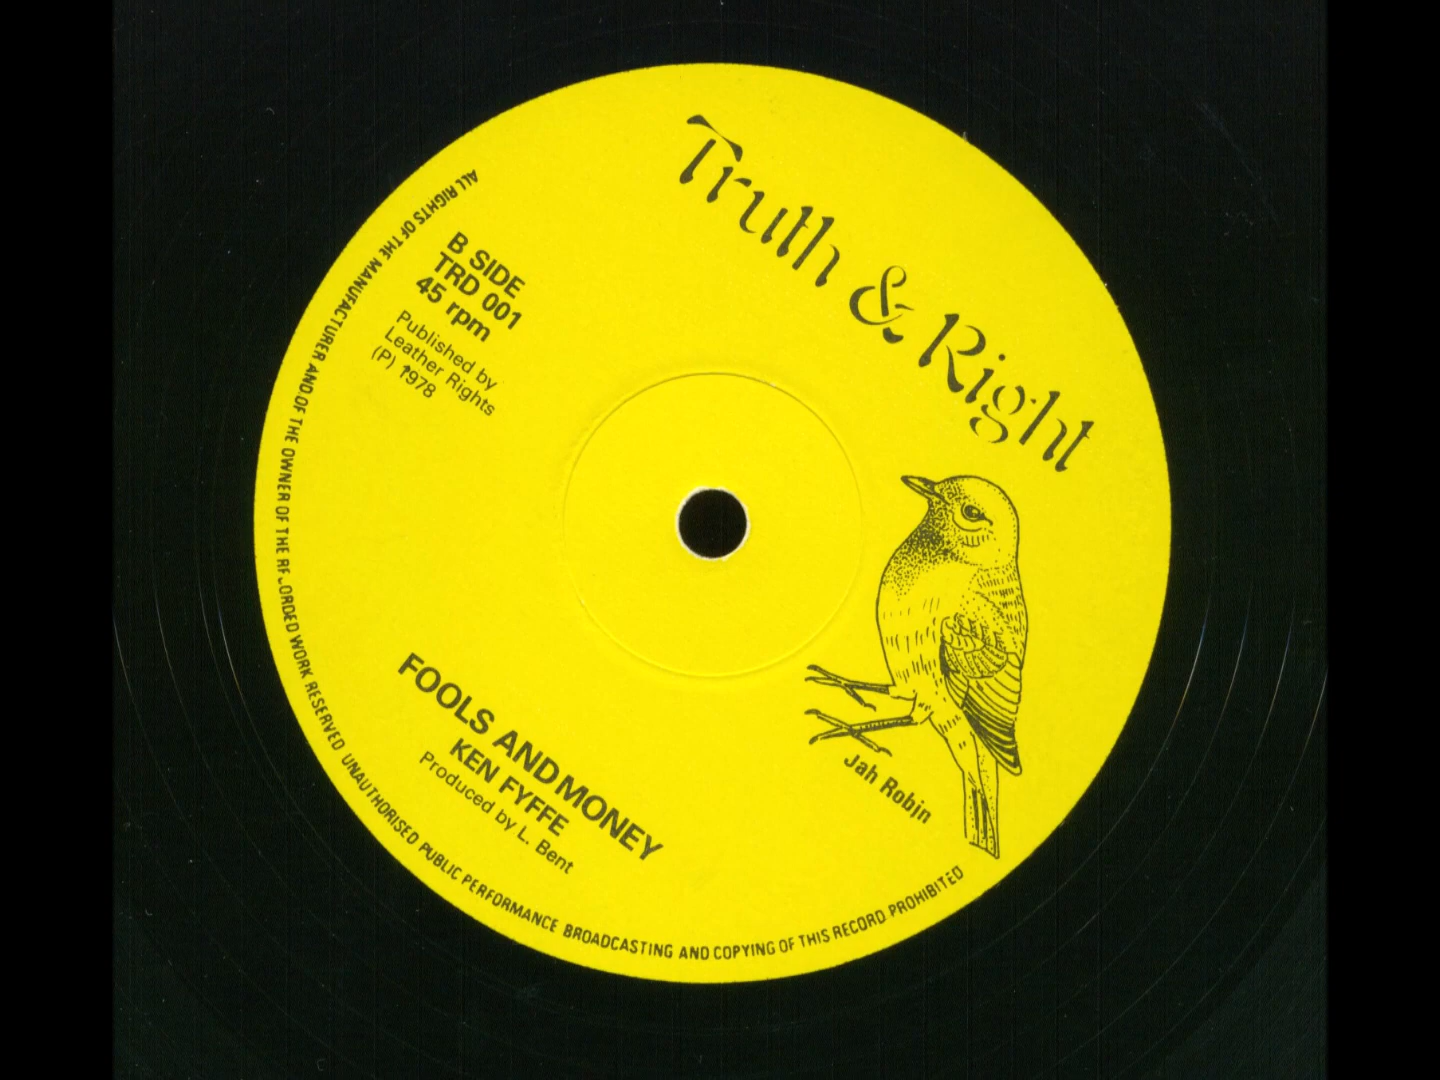 Truth & Right
B SIDE
TRD 001
45 rpm
Published by
Leather Rights
(P) 1978
Jah Robin
FOOLS AND MONEY
KEN FYFFE
Produced by L. Bent
ALL RIGHTS OF THE MANUFACTURER AND OF THE OWNER OF THE RECORDED WORK RESERVED UNAUTHORISED PUBLIC PERFORMANCE BROADCASTING AND COPYING OF THIS RECORD PROHIBITED